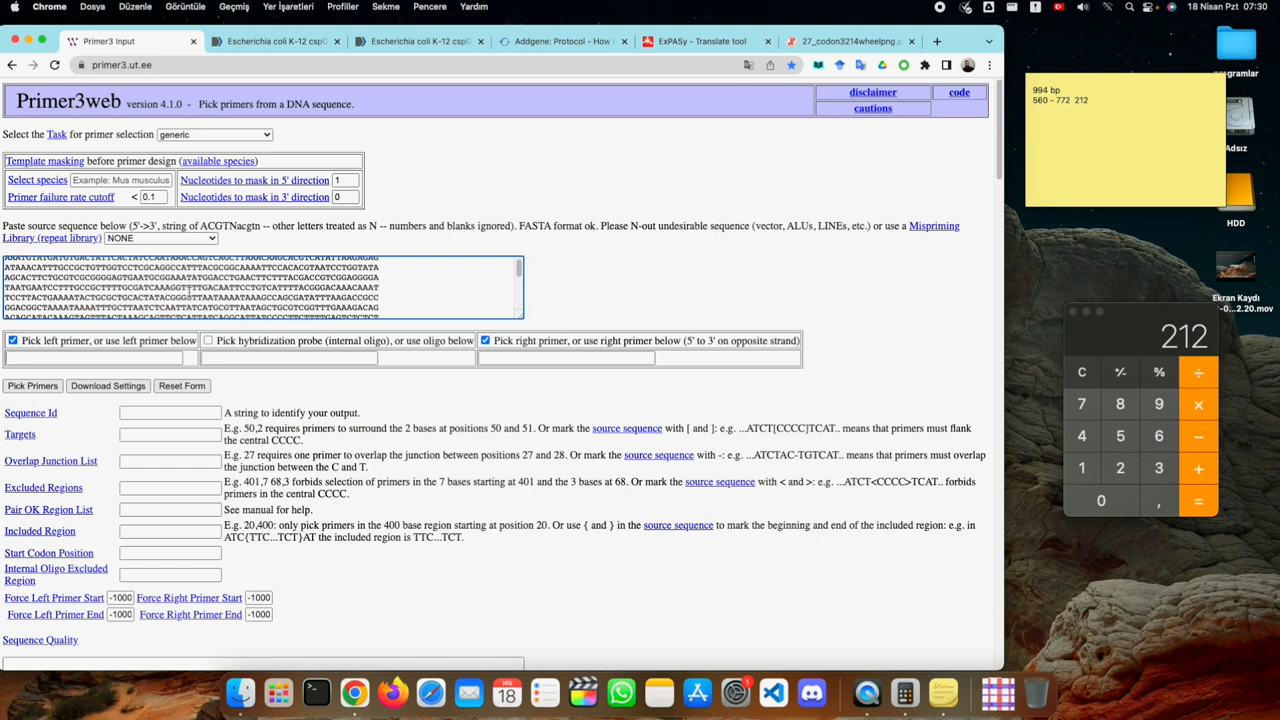 Chrome Dosya Düzenle Görüntüle Geçmiş Yer İşaretleri Profiller Sekme Pencere Yardım 18 Nisan Pzt 07:30
Primer3 Input Escherichia coli K-12 cspG Escherichia coli K-12 cspG Addgene: Protocol - How ExPASy - Translate tool 27_codon3214wheelpng.p
primer3.ut.ee
Primer3web version 4.1.0 - Pick primers from a DNA sequence.
disclaimer code
cautions
Select the Task for primer selection generic
Template masking before primer design (available species)
Select species Example: Mus musculus Nucleotides to mask in 5' direction 1
Primer failure rate cutoff < 0.1 Nucleotides to mask in 3' direction 0
Paste source sequence below (5'->3', string of ACGTNacgtn -- other letters treated as N -- numbers and blanks ignored). FASTA format ok. Please N-out undesirable sequence (vector, ALUs, LINEs, etc.) or use a Mispriming
Library (repeat library) NONE
ATAAACATTTGCCGCTGTTGGTCCTCGCAGGCCATTTACGCGGCAAAATTCCACACGTAATCCTGGTATA
AGCACTTCTGCGTCGCGGGGAGTGAATGCGGAATATGGACCTGAACTTCTTTACGACCGTCGGAGGGGA
TAATGAATCCTTTGCCGCCCTTTTGCGATCAAAGGTTTTGACAATTCCTGTCATTTTACGGGACAAACAAAT
TCCTTACTGAAAATACTGCGCTGCACTATACGGG TTAATAAAATAAAGCCAGCGATATTTAGACCGCC
GGACGGCTAAAATAAAATTTGCTTAATCTCAATTATCATGCGTTAATAGCTGCGTCGGTTTGAAAGACAG
Pick left primer, or use left primer below Pick hybridization probe (internal oligo), or use oligo below Pick right primer, or use right primer below (5' to 3' on opposite strand)
Pick Primers Download Settings Reset Form
Sequence Id A string to identify your output.
Targets E.g. 50,2 requires primers to surround the 2 bases at positions 50 and 51. Or mark the source sequence with [ and ]: e.g. ...ATCT[CCCC]TCAT.. means that primers must flank
the central CCCC.
Overlap Junction List E.g. 27 requires one primer to overlap the junction between positions 27 and 28. Or mark the source sequence with -: e.g. ...ATCTAC-TGTCAT.. means that primers must overlap
the junction between the C and T.
Excluded Regions E.g. 401,7 68,3 forbids selection of primers in the 7 bases starting at 401 and the 3 bases at 68. Or mark the source sequence with < and >: e.g. ...ATCT<CCCC>TCAT.. forbids
primers in the central CCCC.
Pair OK Region List See manual for help.
Included Region E.g. 20,400: only pick primers in the 400 base region starting at position 20. Or use { and } in the source sequence to mark the beginning and end of the included region: e.g. in
ATC{TTC...TCT}AT the included region is TTC...TCT.
Start Codon Position
Internal Oligo Excluded
Region
Force Left Primer Start -1000 Force Right Primer Start -1000
Force Left Primer End -1000 Force Right Primer End -1000
Sequence Quality
994 bp
560 - 772 212
programlar
Adsız
HDD
Ekran Kaydı
-0...2.20.mov
212
C +/- % ÷
7 8 9 ×
4 5 6 −
1 2 3 +
0 , =
NİS
18
1